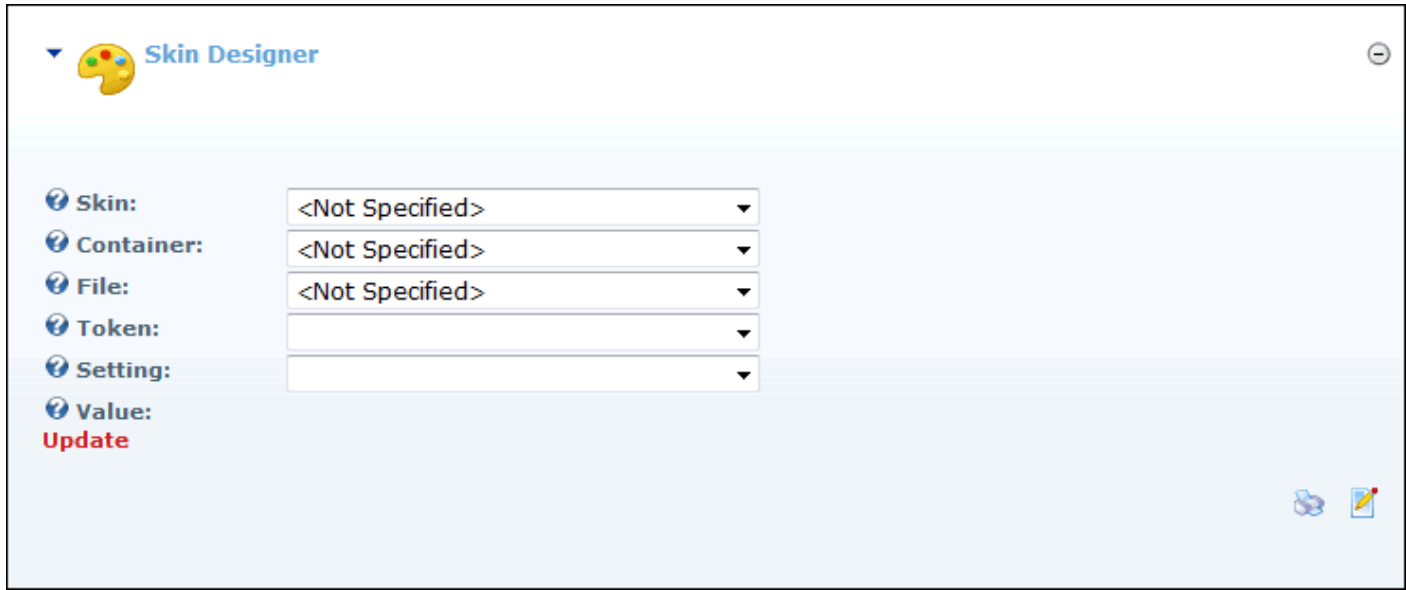 Skin Designer
Skin: <Not Specified>
Container: <Not Specified>
File: <Not Specified>
Token:
Setting:
Value:
Update